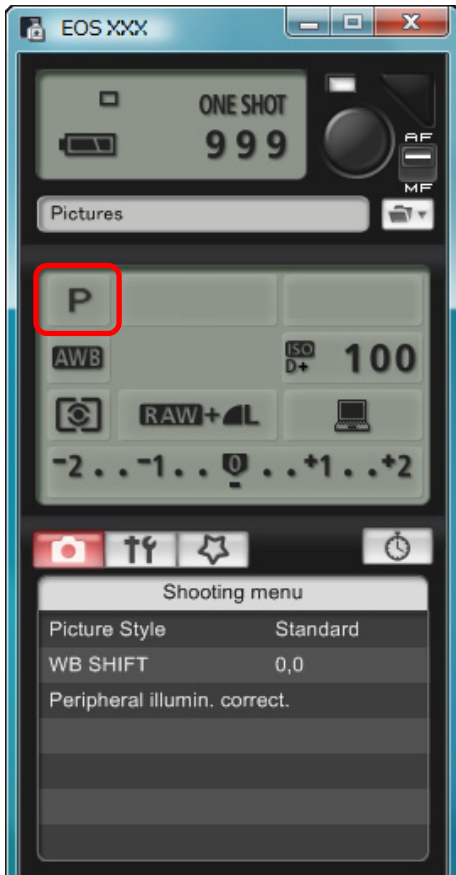 EOS XXX
ONE SHOT
999
AF
MF
Pictures
P
AWB
ISO
D+ 100
RAW+L
-2..-1..0..+1..+2
Shooting menu
Picture Style Standard
WB SHIFT 0,0
Peripheral illumin. correct.